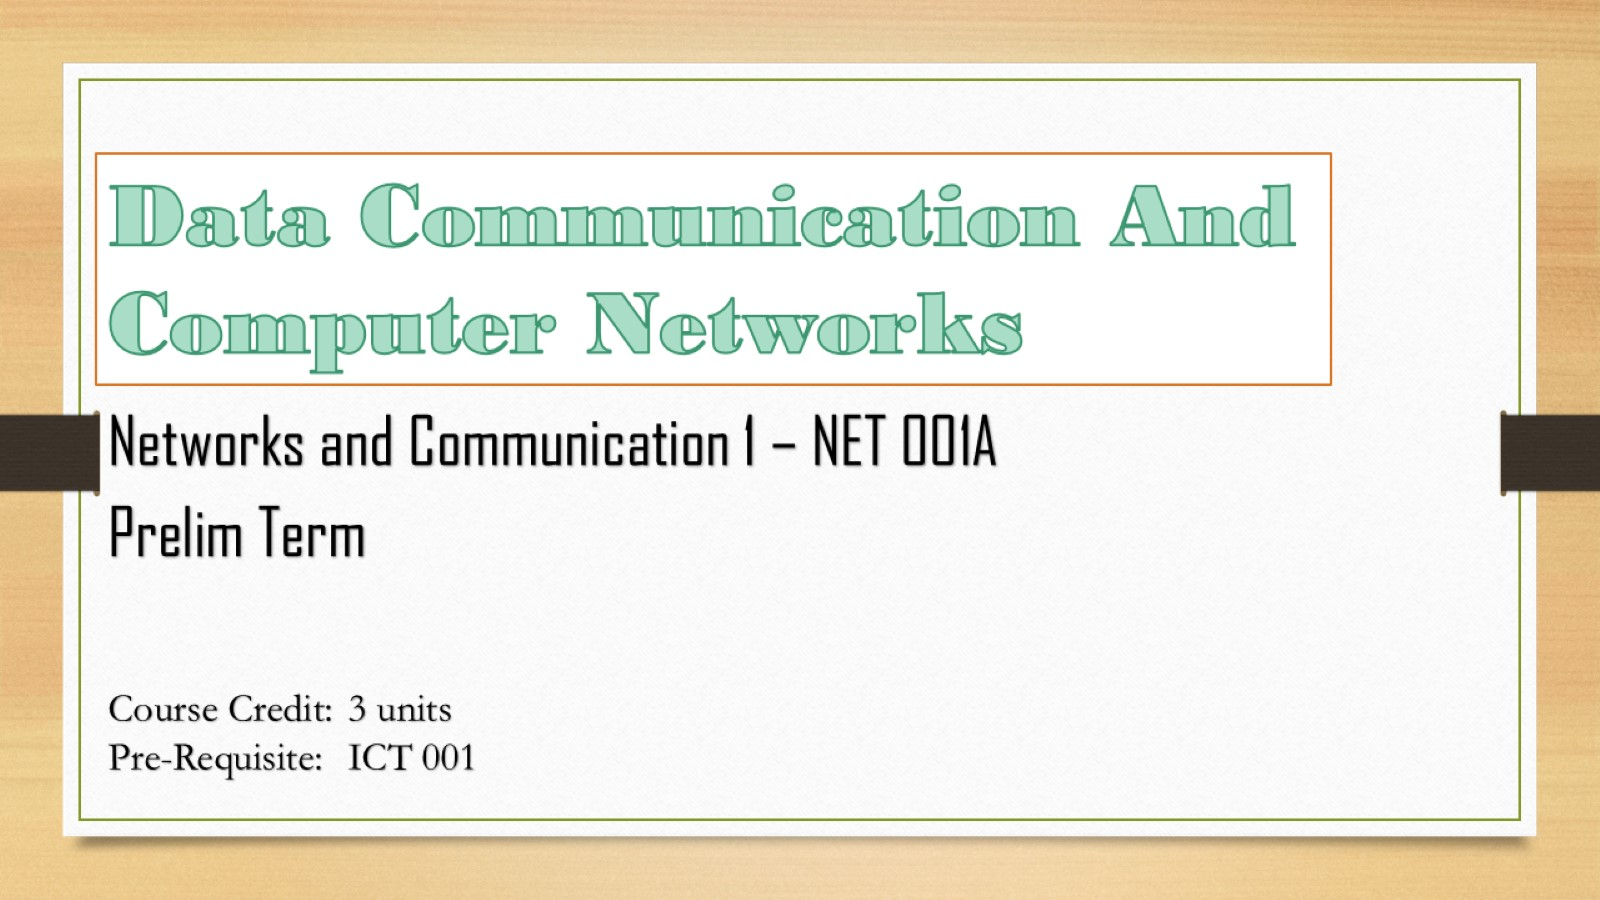 Data Communication And
Computer Networks
Networks and Communication 1 – NET 001A
Prelim Term
Course Credit: 3 units
Pre-Requisite: ICT 001